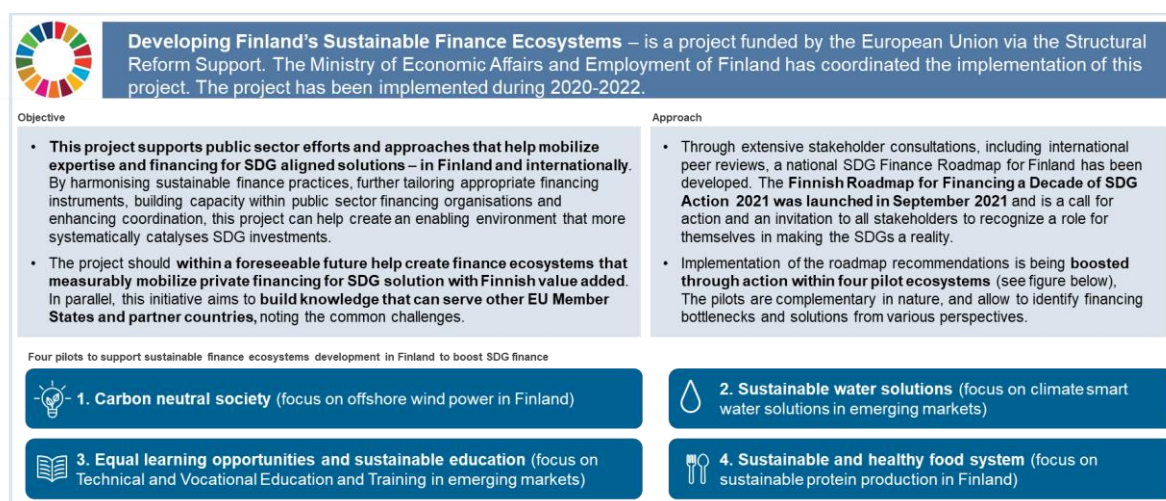 Developing Finland's Sustainable Finance Ecosystems – is a project funded by the European Union via the Structural
Reform Support. The Ministry of Economic Affairs and Employment of Finland has coordinated the implementation of this
project. The project has been implemented during 2020-2022.
Objective
• This project supports public sector efforts and approaches that help mobilize
expertise and financing for SDG aligned solutions – in Finland and internationally.
By harmonising sustainable finance practices, further tailoring appropriate financing
instruments, building capacity within public sector financing organisations and
enhancing coordination, this project can help create an enabling environment that more
systematically catalyses SDG investments.
• The project should within a foreseeable future help create finance ecosystems that
measurably mobilize private financing for SDG solution with Finnish value added.
In parallel, this initiative aims to build knowledge that can serve other EU Member
States and partner countries, noting the common challenges.
Approach
• Through extensive stakeholder consultations, including international
peer reviews, a national SDG Finance Roadmap for Finland has been
developed. The Finnish Roadmap for Financing a Decade of SDG
Action 2021 was launched in September 2021 and is a call for
action and an invitation to all stakeholders to recognize a role for
themselves in making the SDGs a reality.
• Implementation of the roadmap recommendations is being boosted
through action within four pilot ecosystems (see figure below),
The pilots are complementary in nature, and allow to identify financing
bottlenecks and solutions from various perspectives.
Four pilots to support sustainable finance ecosystems development in Finland to boost SDG finance
1. Carbon neutral society (focus on offshore wind power in Finland)
2. Sustainable water solutions (focus on climate smart
water solutions in emerging markets)
3. Equal learning opportunities and sustainable education (focus on
Technical and Vocational Education and Training in emerging markets)
4. Sustainable and healthy food system (focus on
sustainable protein production in Finland)